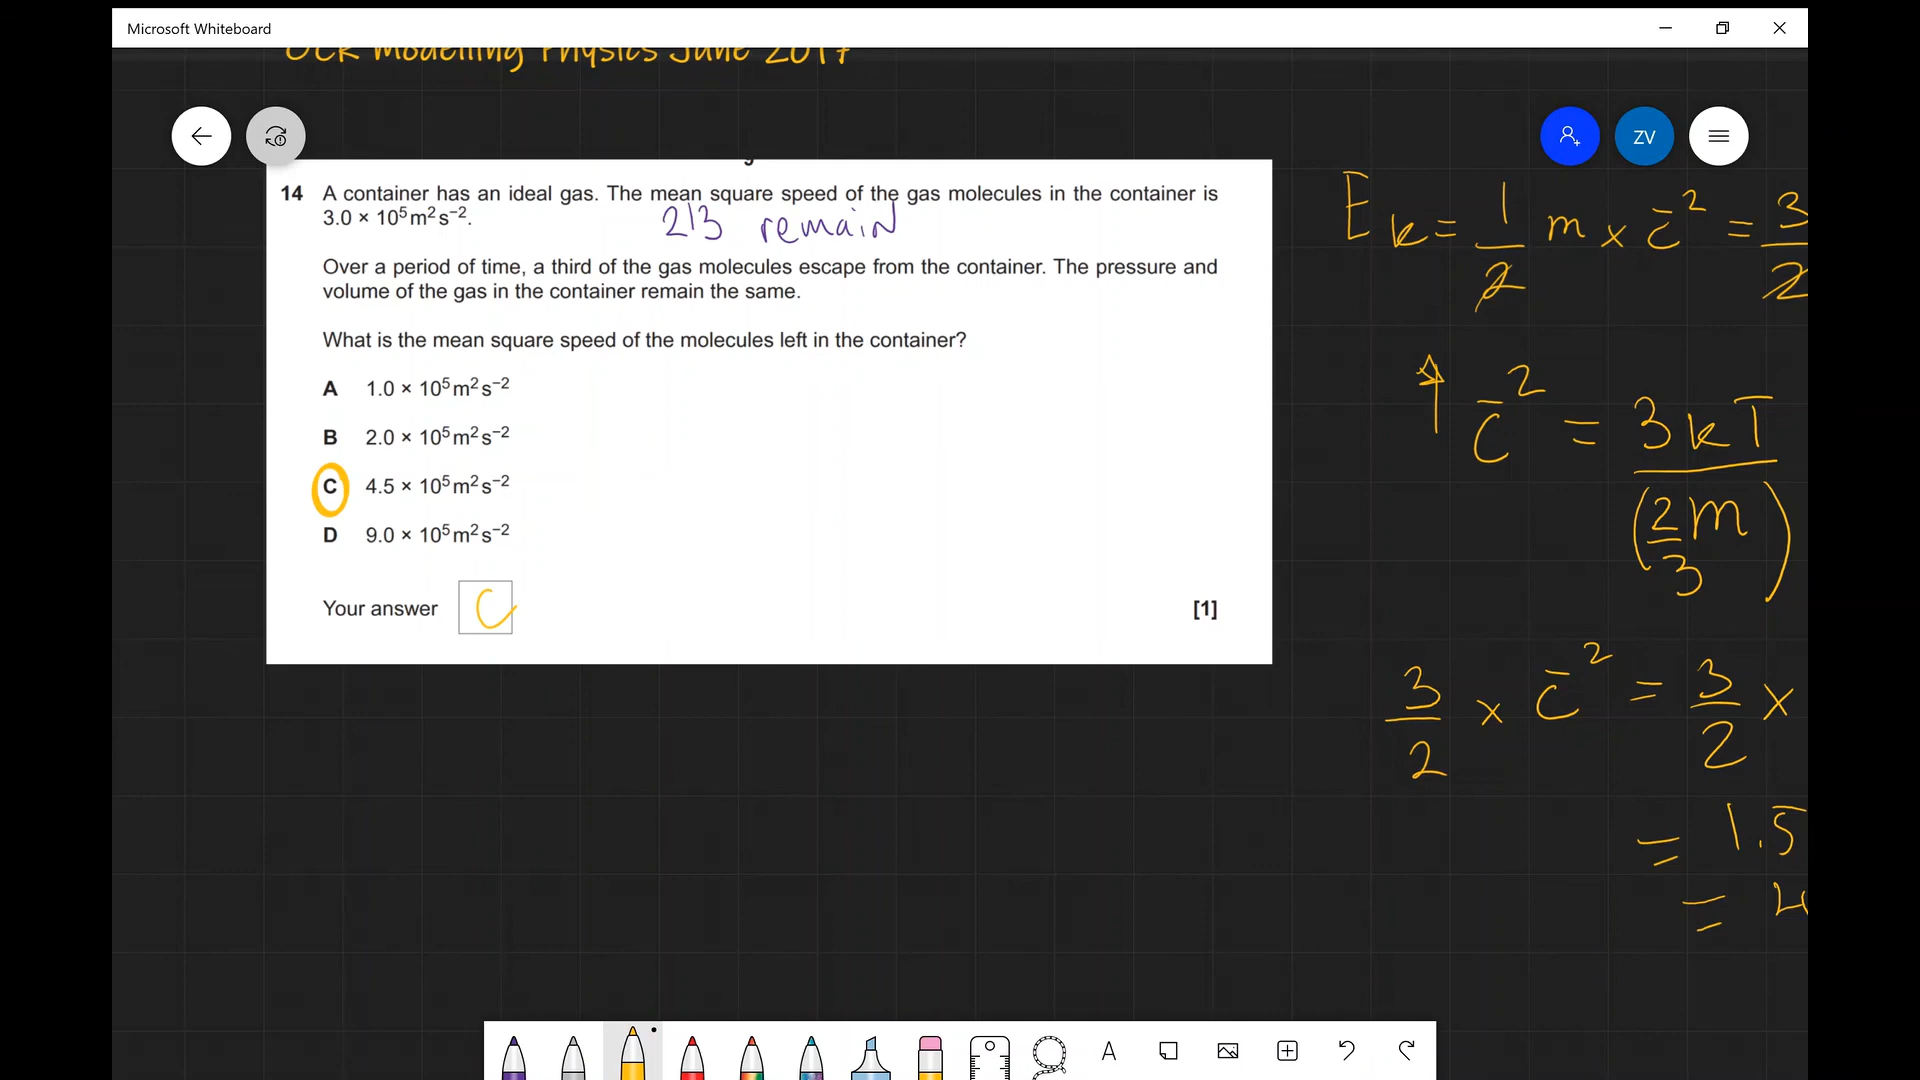 Microsoft Whiteboard
OCR Modelling Physics June 2017
ZV
14 A container has an ideal gas. The mean square speed of the gas molecules in the container is
3.0 × 10⁵ m² s⁻².
2/3 remain
Over a period of time, a third of the gas molecules escape from the container. The pressure and
volume of the gas in the container remain the same.
What is the mean square speed of the molecules left in the container?
A 1.0 × 10⁵ m² s⁻²
B 2.0 × 10⁵ m² s⁻²
C 4.5 × 10⁵ m² s⁻²
D 9.0 × 10⁵ m² s⁻²
Your answer C [1]
E k = 1/2 m × c̄² = 3/2
↑ c̄² = 3kT / (2/3 m)
3/2 × c̄² = 3/2 ×
= 1.5
= 4
A